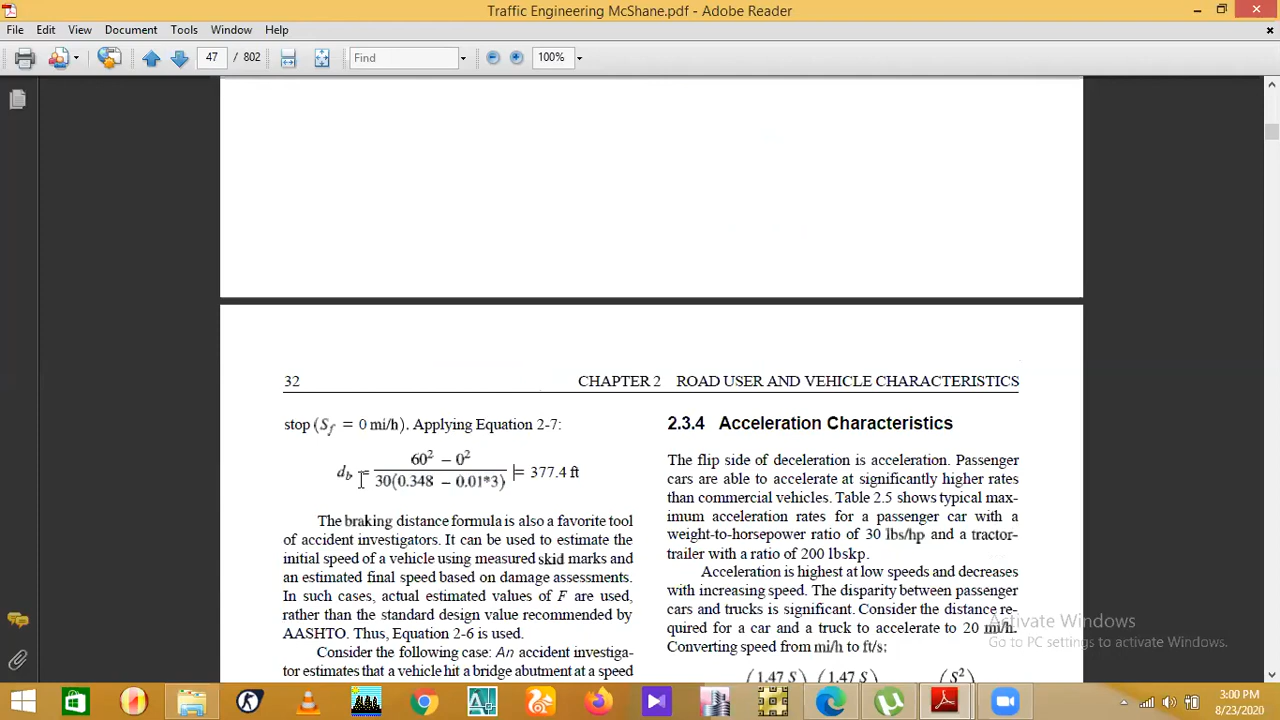 Traffic Engineering McShane.pdf - Adobe Reader
File Edit View Document Tools Window Help
47 / 802 Find 100%
32 CHAPTER 2 ROAD USER AND VEHICLE CHARACTERISTICS
stop (S_f = 0 mi/h). Applying Equation 2-7:
d_b = \frac{60² − 0²}{30(0.348 − 0.01*3)} = 377.4 ft
The braking distance formula is also a favorite tool
of accident investigators. It can be used to estimate the
initial speed of a vehicle using measured skid marks and
an estimated final speed based on damage assessments.
In such cases, actual estimated values of F are used,
rather than the standard design value recommended by
AASHTO. Thus, Equation 2-6 is used.
Consider the following case: An accident investiga-
tor estimates that a vehicle hit a bridge abutment at a speed
2.3.4 Acceleration Characteristics
The flip side of deceleration is acceleration. Passenger
cars are able to accelerate at significantly higher rates
than commercial vehicles. Table 2.5 shows typical max-
imum acceleration rates for a passenger car with a
weight-to-horsepower ratio of 30 lbs/hp and a tractor-
trailer with a ratio of 200 lbskp.
Acceleration is highest at low speeds and decreases
with increasing speed. The disparity between passenger
cars and trucks is significant. Consider the distance re-
quired for a car and a truck to accelerate to 20 mi/h.
Converting speed from mi/h to ft/s:
(1.47 S) (1.47 S) (S²)
Activate Windows
Go to PC settings to activate Windows.
3:00 PM
8/23/2020